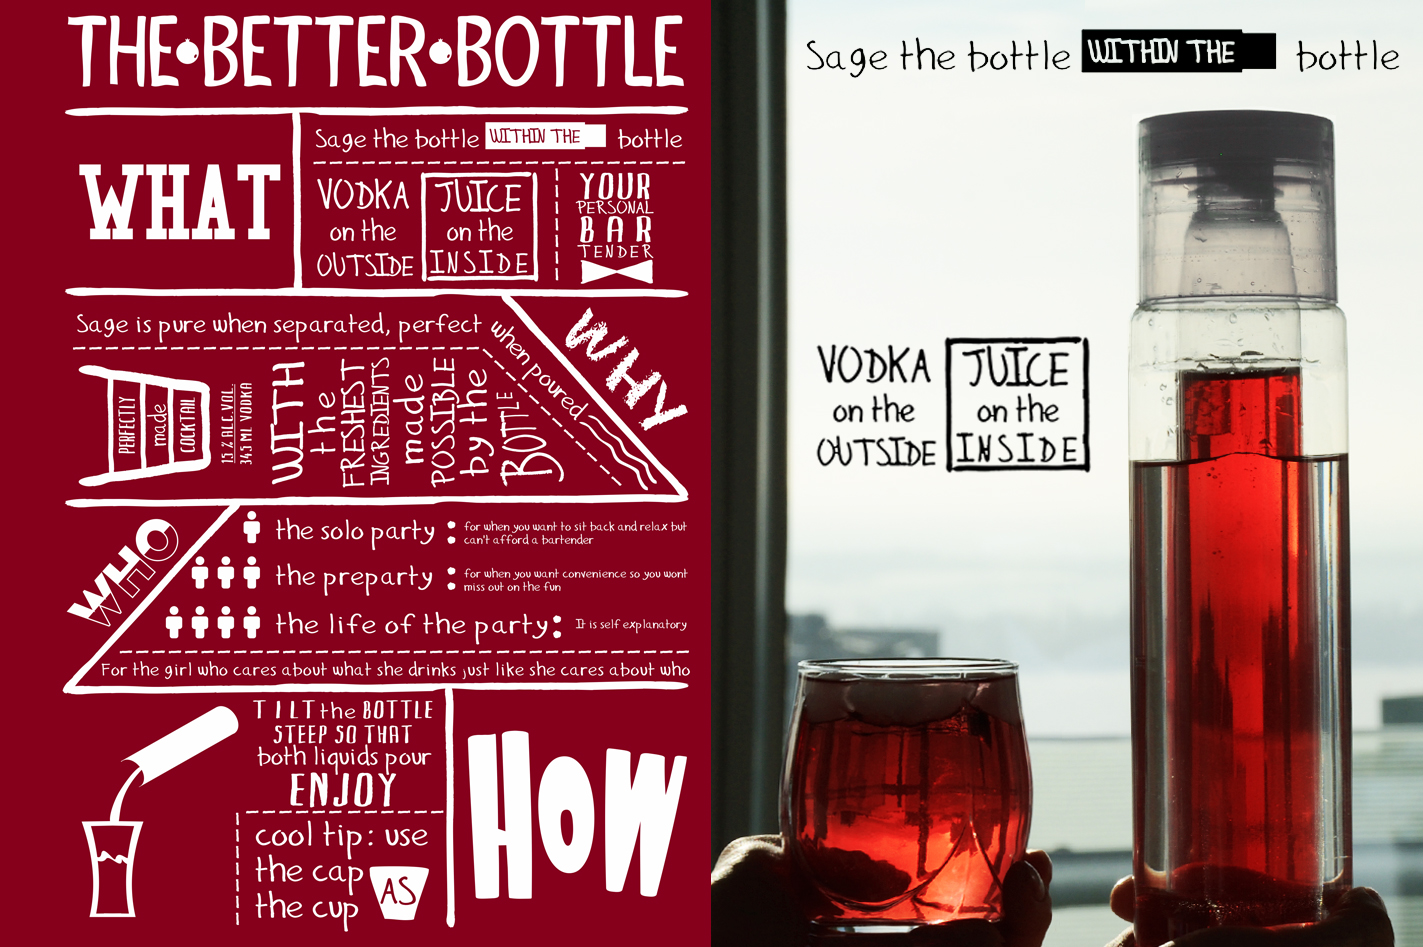 THE•BETTER•BOTTLE
WHAT
Sage the bottle WITHIN THE bottle
VODKA
on the
OUTSIDE
JUICE
on the
INSIDE
YOUR
PERSONAL
BAR
TENDER
WHY
Sage is pure when separated, perfect when poured
PERFECTLY
made
COCKTAIL
15 % ALC.VOL.
34.5 ML VODKA
WITH
the
FRESHEST
INGREDIENTS
made
POSSIBLE
by the
BOTTLE
WHO
the solo party : for when you want to sit back and relax but
can't afford a bartender
the preparty : for when you want convenience so you wont
miss out on the fun
the life of the party: It is self explanatory
For the girl who cares about what she drinks just like she cares about who
TILT the BOTTLE
STEEP SO THAT
both liquids pour
ENJOY
cool tip: use
the cap AS
the cup
HOW
Sage the bottle WITHIN THE bottle
VODKA
on the
OUTSIDE
JUICE
on the
INSIDE